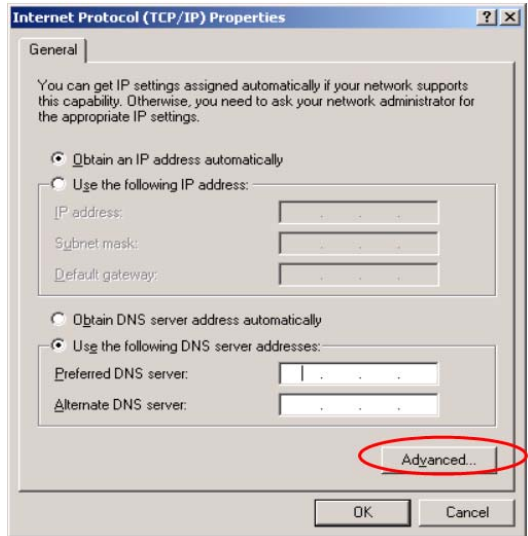 Internet Protocol (TCP/IP) Properties
General
You can get IP settings assigned automatically if your network supports
this capability. Otherwise, you need to ask your network administrator for
the appropriate IP settings.
Obtain an IP address automatically
Use the following IP address:
IP address:
Subnet mask:
Default gateway:
Obtain DNS server address automatically
Use the following DNS server addresses:
Preferred DNS server:
Alternate DNS server:
Advanced...
OK Cancel